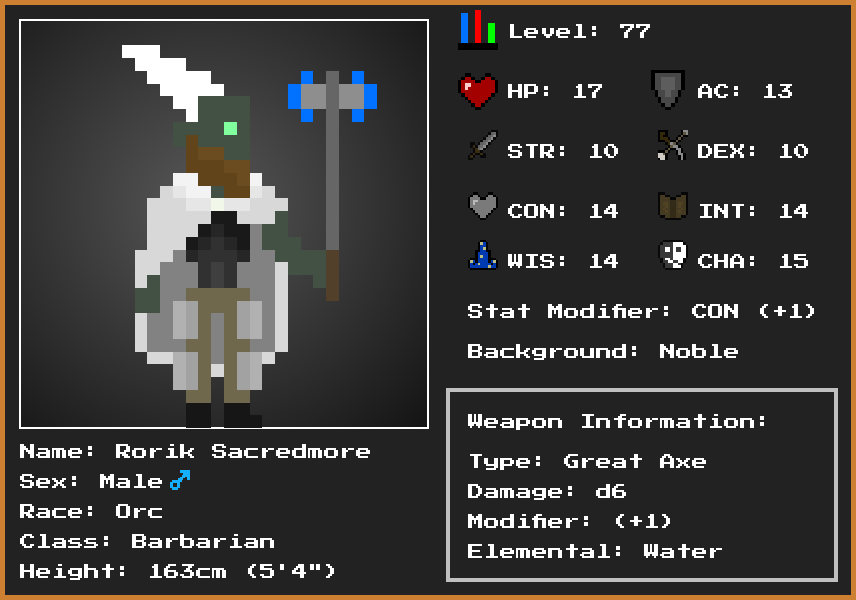 Level: 77
HP: 17 AC: 13
STR: 10 DEX: 10
CON: 14 INT: 14
WIS: 14 CHA: 15
Stat Modifier: CON (+1)
Background: Noble
Weapon Information:
Type: Great Axe
Damage: d6
Modifier: (+1)
Elemental: Water
Name: Rorik Sacredmore
Sex: Male ♂
Race: Orc
Class: Barbarian
Height: 163cm (5'4")